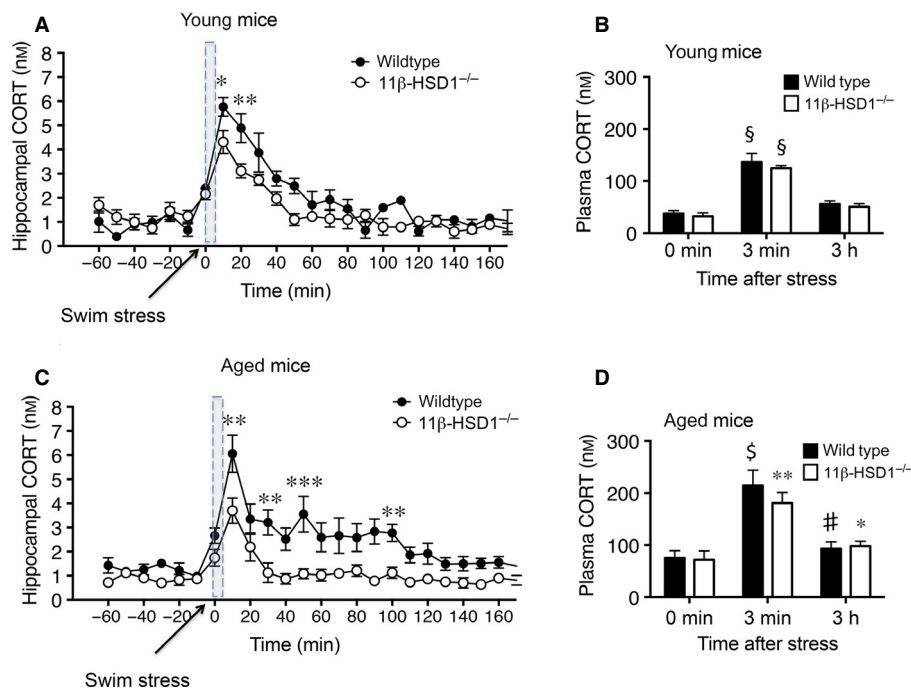 A
Young mice
Hippocampal CORT (nM)
8
7
6
5
4
3
2
1
0
*
**
Wildtype
11β-HSD1−/−
−60 −40 −20 0 20 40 60 80 100 120 140 160
Time (min)
Swim stress
B
Young mice
Plasma CORT (nM)
300
200
100
0
§
§
Wild type
11β-HSD1−/−
0 min 3 min 3 h
Time after stress
C
Aged mice
Hippocampal CORT (nM)
8
7
6
5
4
3
2
1
0
**
**
***
**
Wildtype
11β-HSD1−/−
−60 −40 −20 0 20 40 60 80 100 120 140 160
Time (min)
Swim stress
D
Aged mice
Plasma CORT (nM)
300
200
100
0
$
**
#
*
Wild type
11β-HSD1−/−
0 min 3 min 3 h
Time after stress